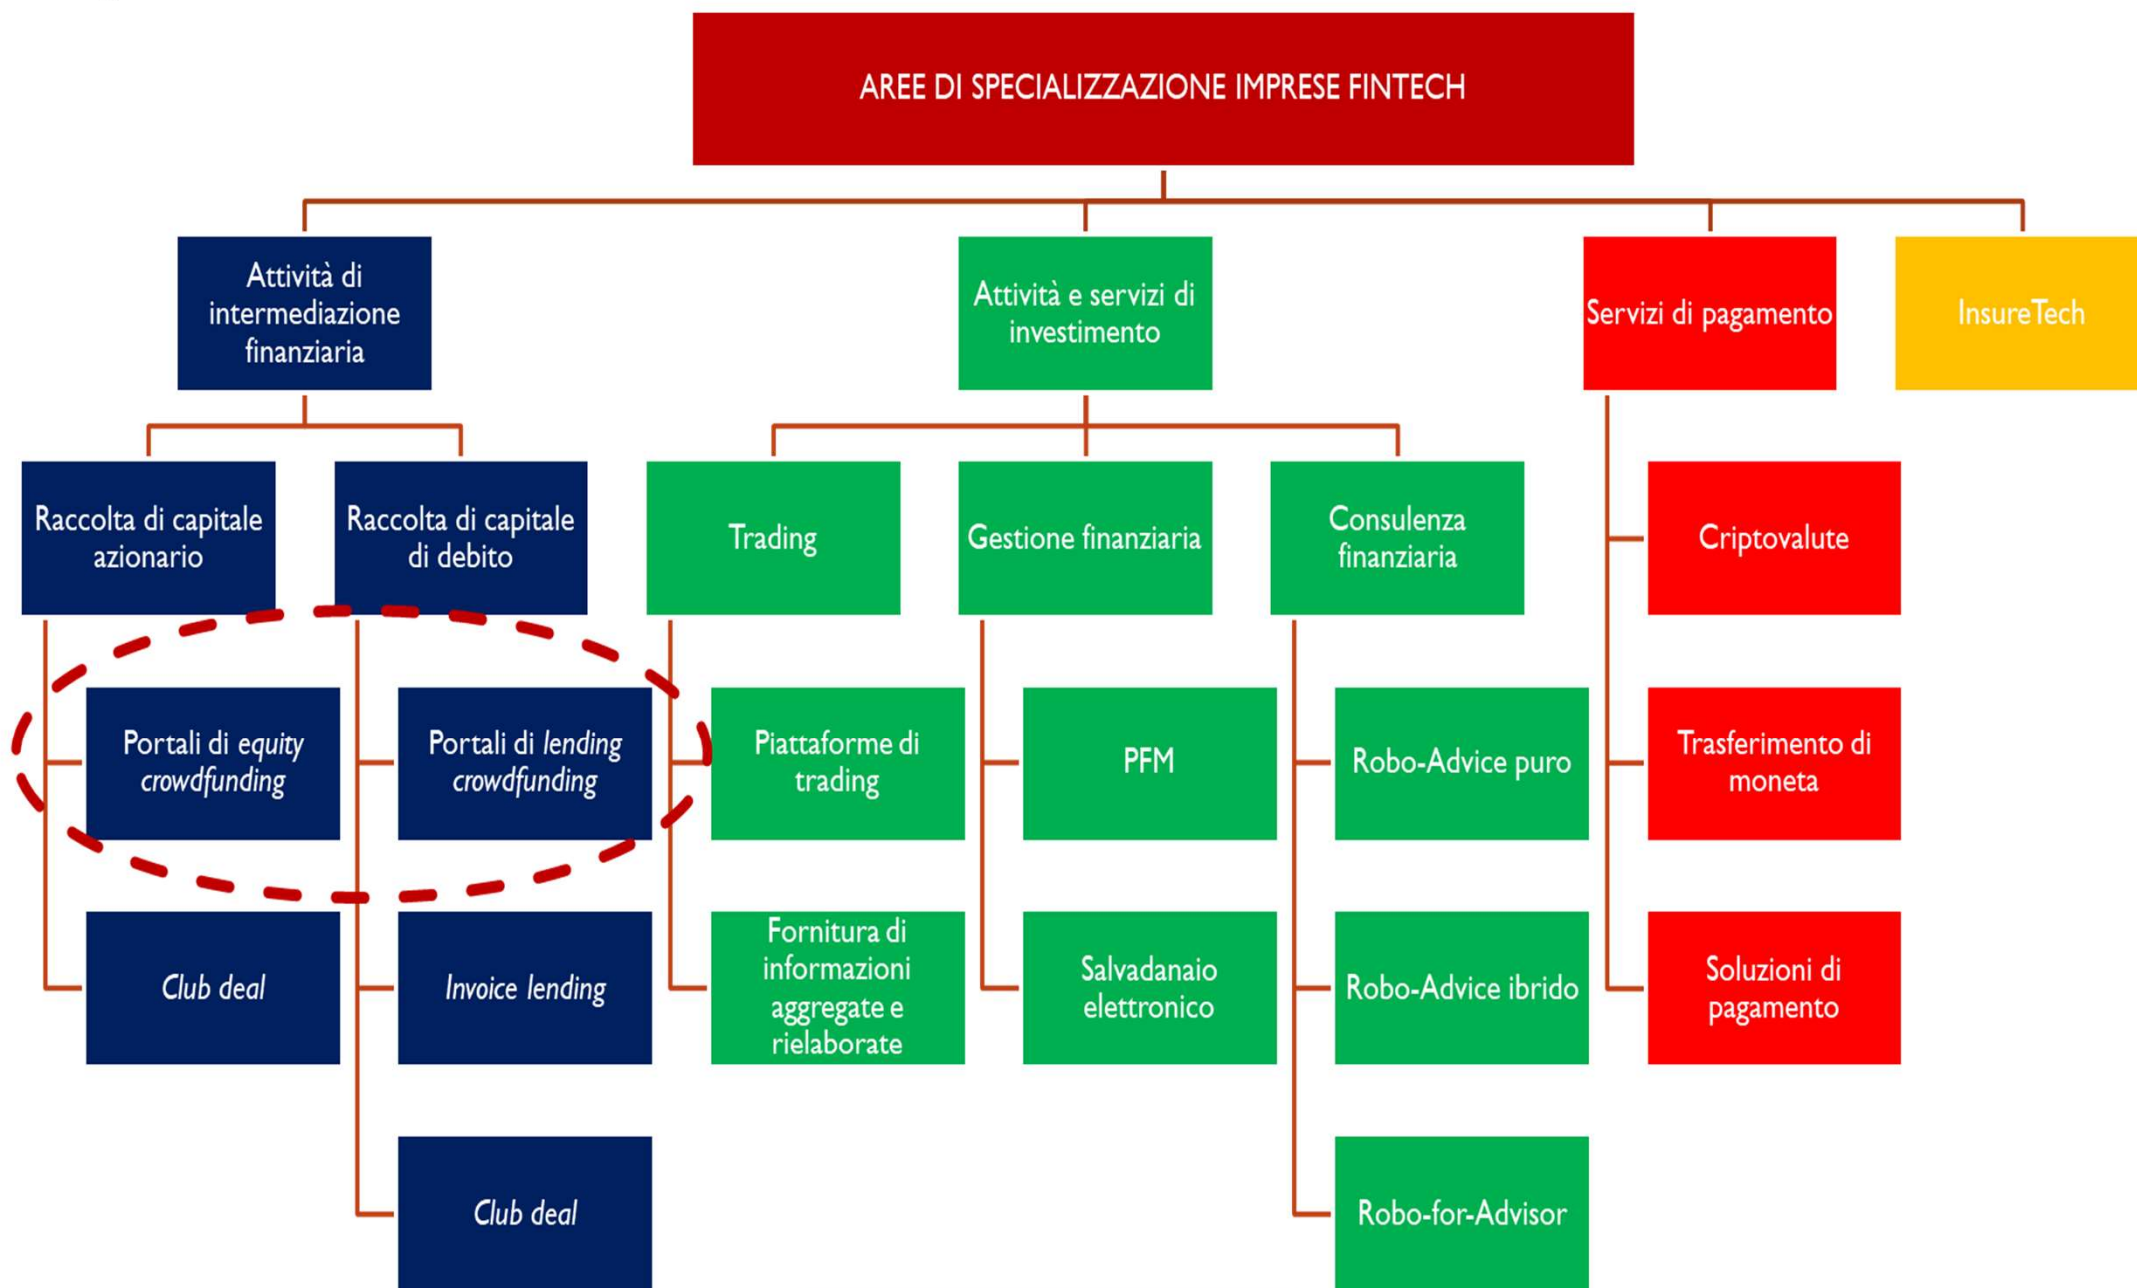 AREE DI SPECIALIZZAZIONE IMPRESE FINTECH
Attività di
intermediazione
finanziaria
Attività e servizi di
investimento
Servizi di pagamento
InsureTech
Raccolta di capitale
azionario
Raccolta di capitale
di debito
Trading
Gestione finanziaria
Consulenza
finanziaria
Criptovalute
Portali di equity
crowdfunding
Portali di lending
crowdfunding
Piattaforme di
trading
PFM
Robo-Advice puro
Trasferimento di
moneta
Club deal
Invoice lending
Fornitura di
informazioni
aggregate e
rielaborate
Salvadanaio
elettronico
Robo-Advice ibrido
Soluzioni di
pagamento
Club deal
Robo-for-Advisor